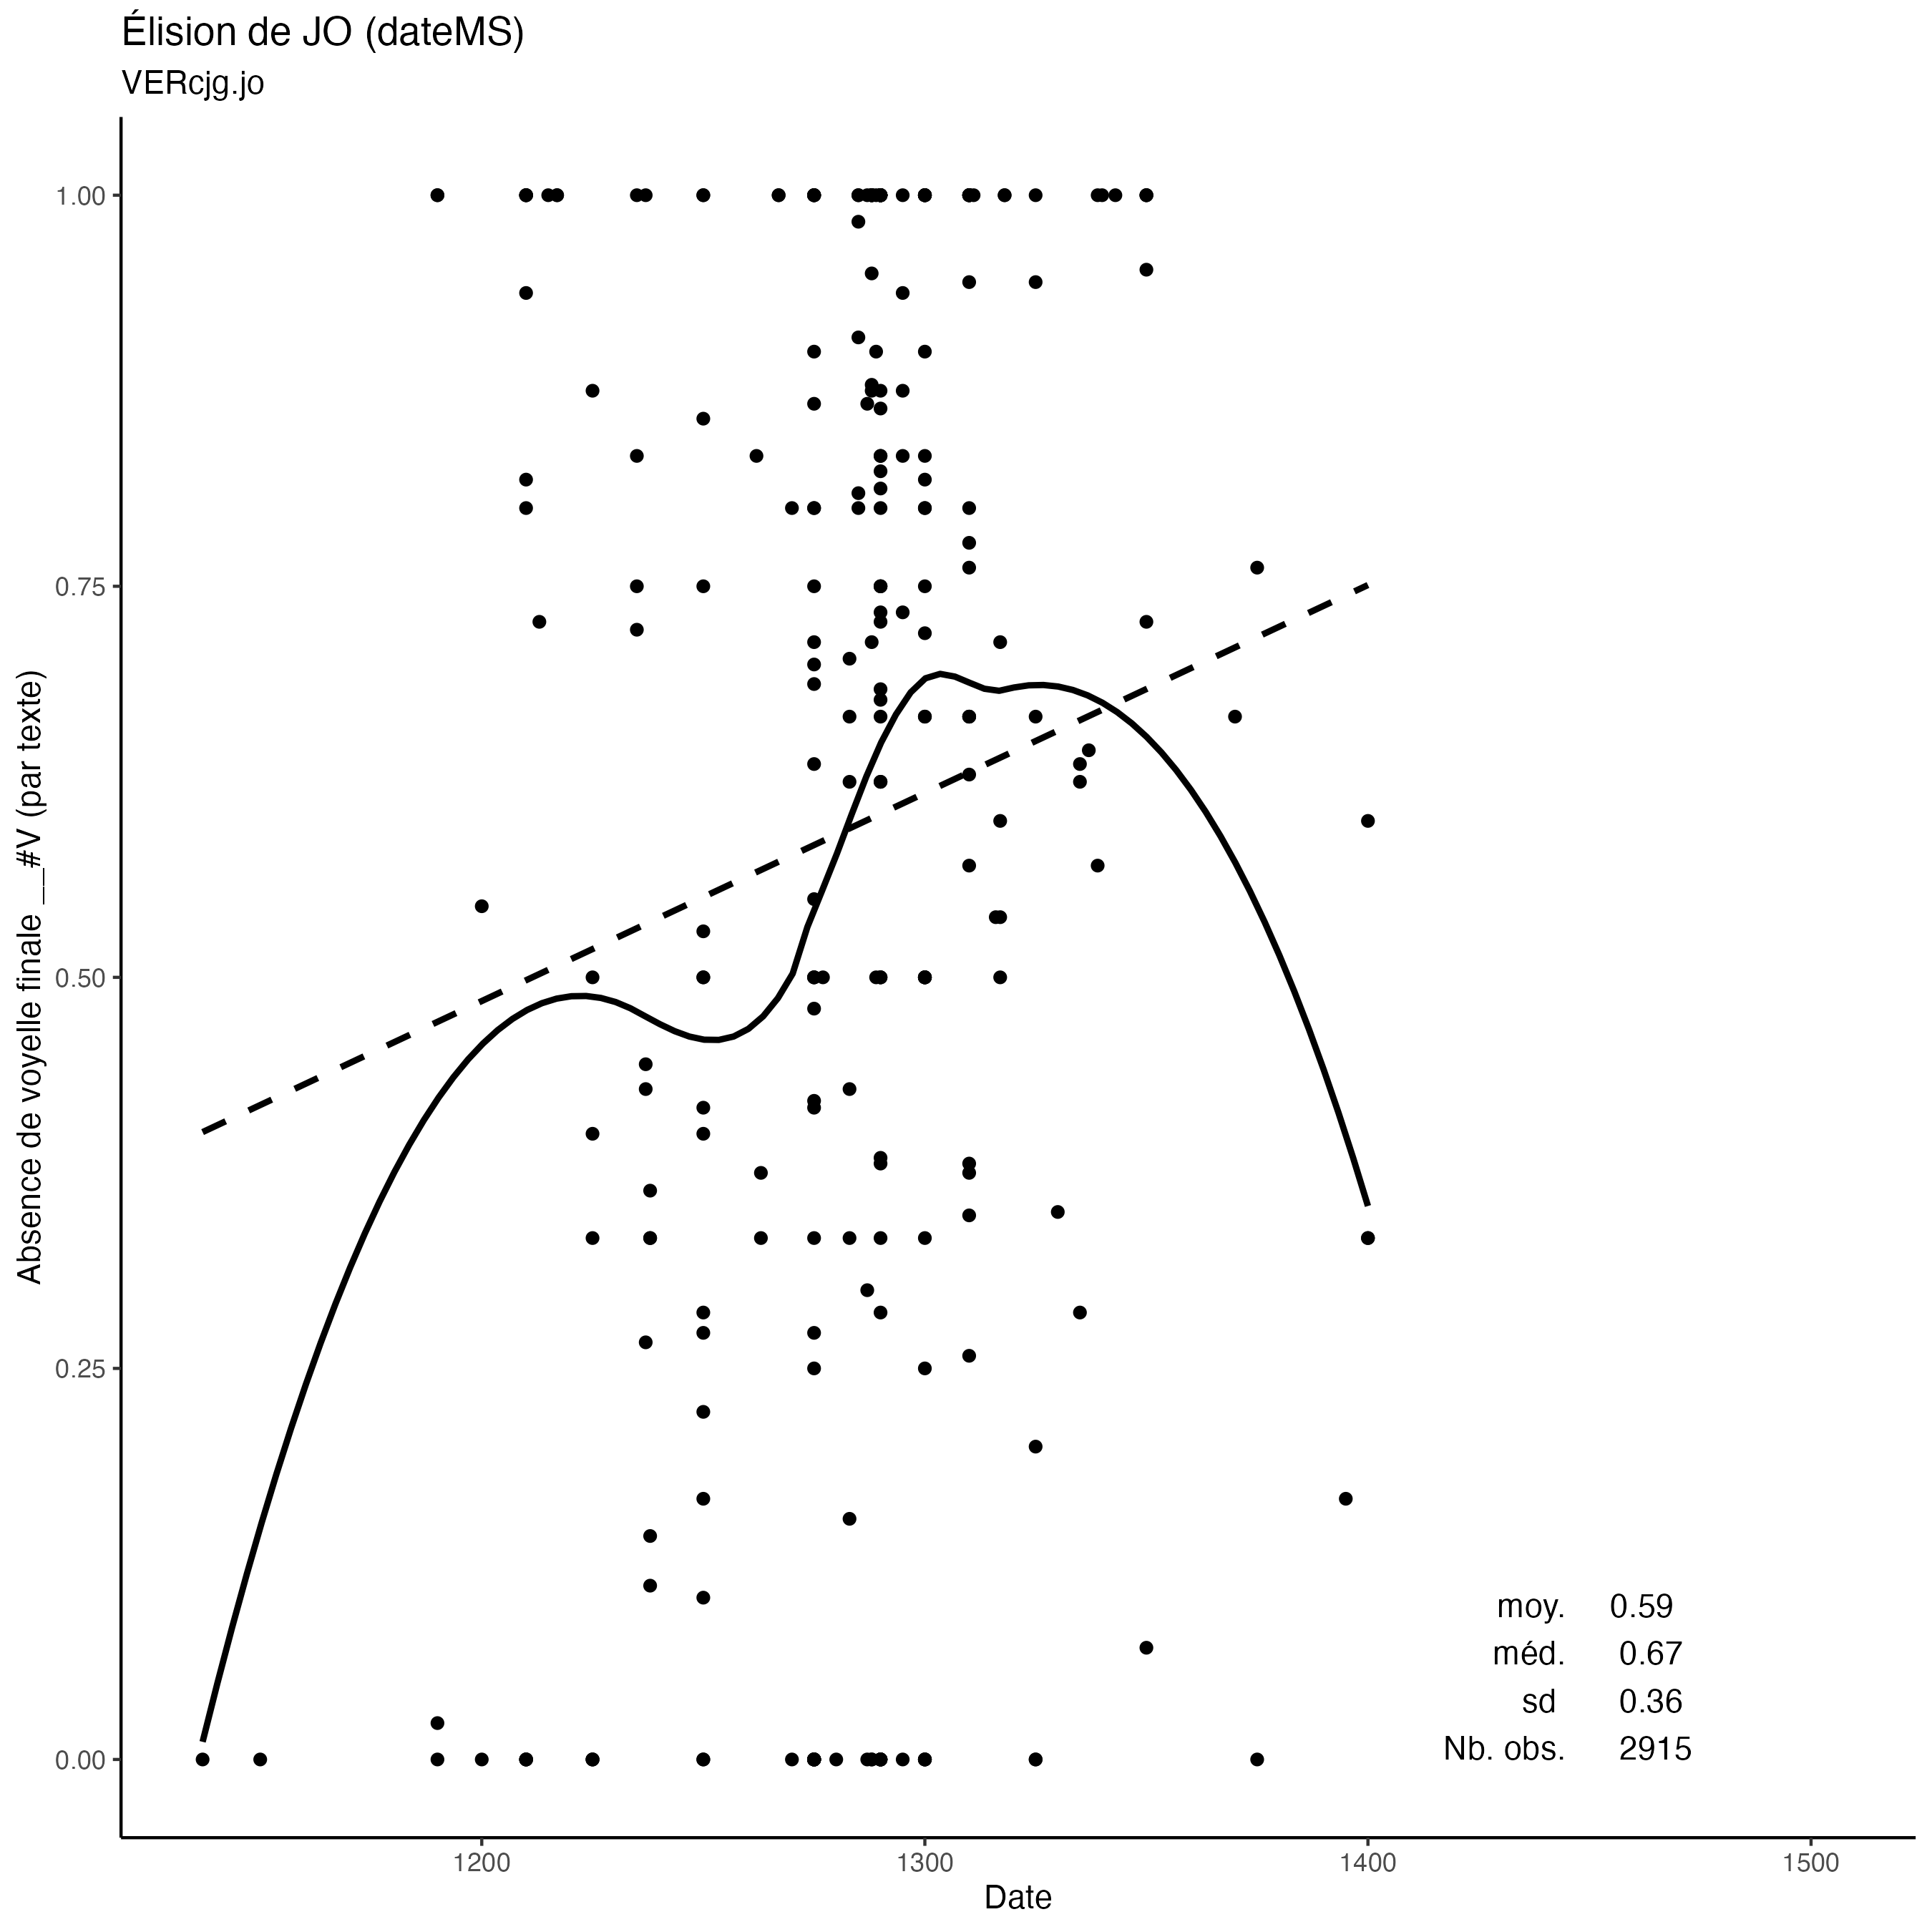 Élision de JO (dateMS)
VERcjg.jo
Absence de voyelle finale __#V (par texte)
1.00
0.75
0.50
0.25
0.00
moy. 0.59
méd. 0.67
sd 0.36
Nb. obs. 2915
1200 1300 1400 1500
Date